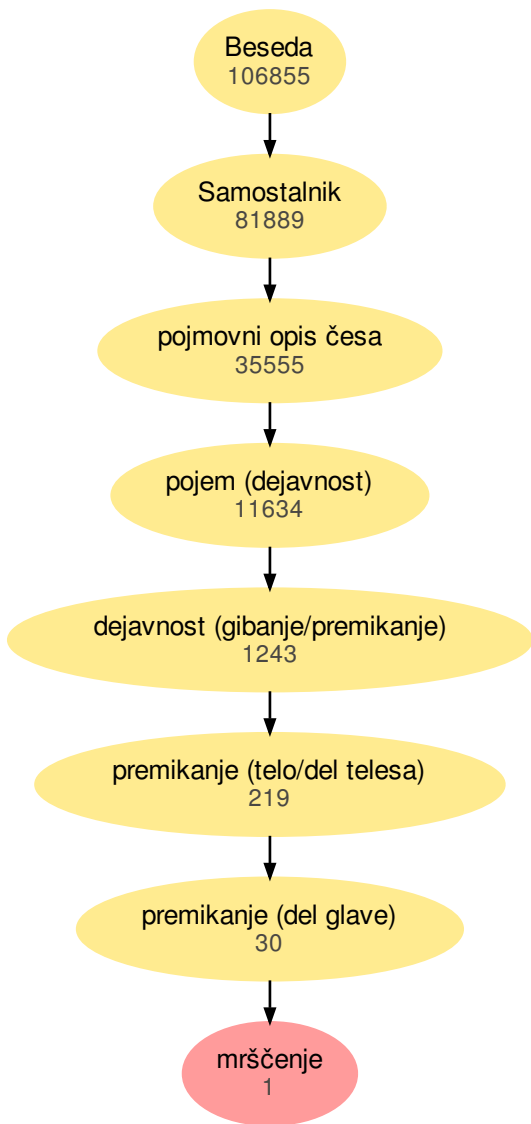 Beseda
106855
Samostalnik
81889
pojmovni opis česa
35555
pojem (dejavnost)
11634
dejavnost (gibanje/premikanje)
1243
premikanje (telo/del telesa)
219
premikanje (del glave)
30
mrščenje
1